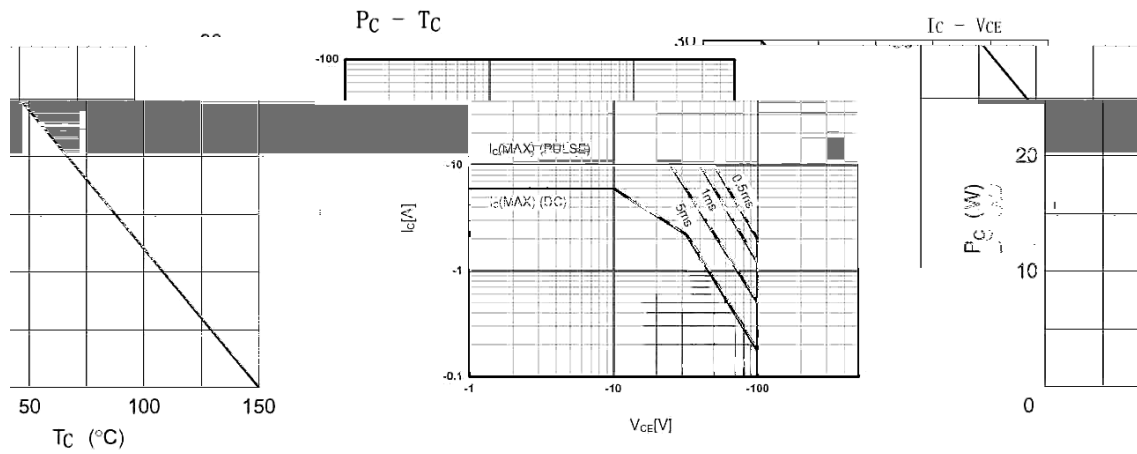 PC – TC
IC – VCE
30
-100
IC(MAX) (PULSE)
-10
0.5ms
1ms
5ms
IC(MAX) (DC)
IC[A]
-1
-0.1
-1
-10
-100
VCE[V]
50
100
150
TC (°C)
20
PC (W)
10
0